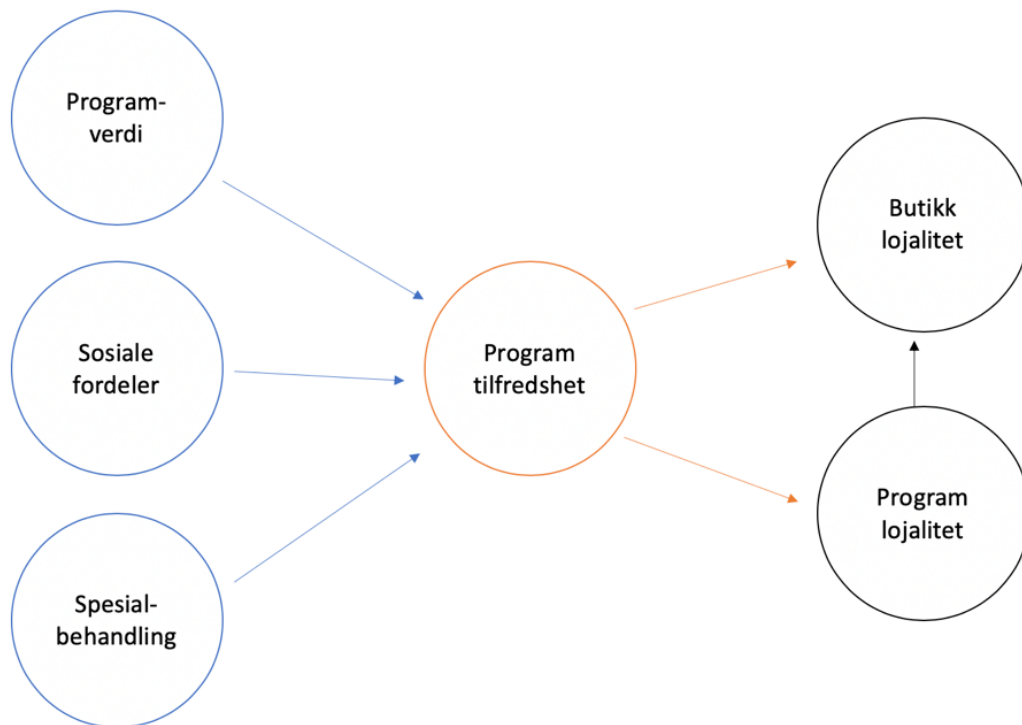 Program-
verdi
Sosiale
fordeler
Spesial-
behandling
Program
tilfredshet
Butikk
lojalitet
Program
lojalitet